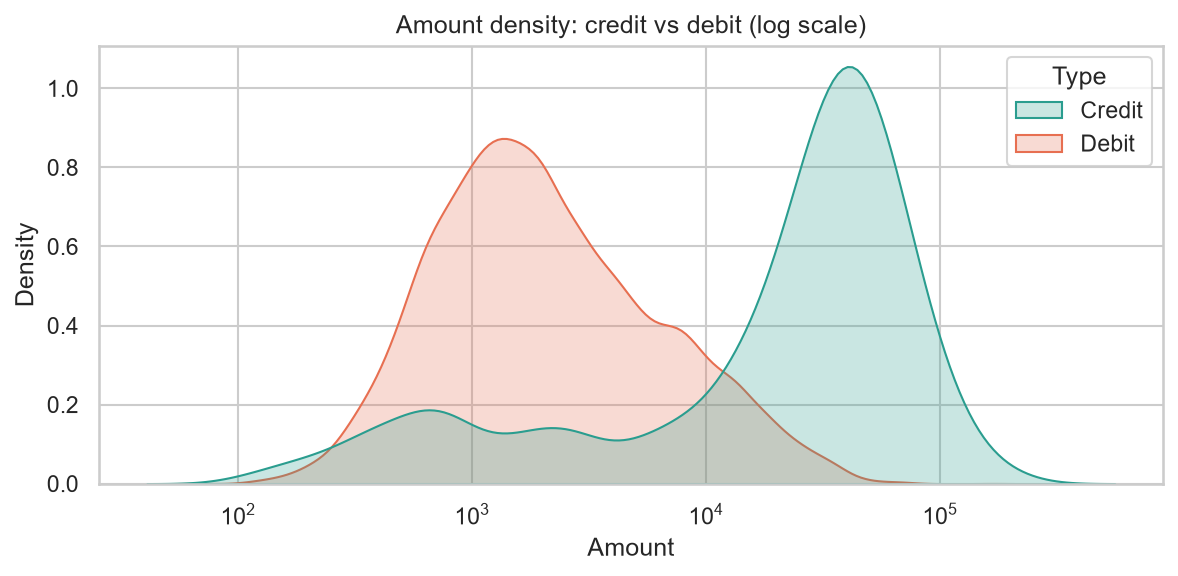 Amount density: credit vs debit (log scale)
Type
Credit
Debit
Density
1.0
0.8
0.6
0.4
0.2
0.0
10² 10³ 10⁴ 10⁵
Amount